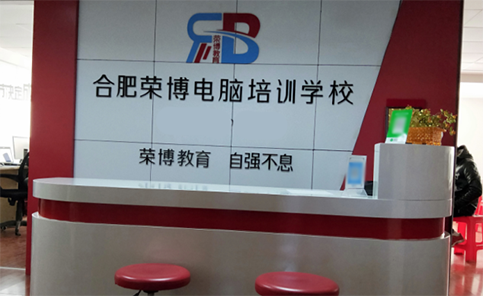 RB
荣博教育
合肥荣博电脑培训学校
荣博教育 自强不息